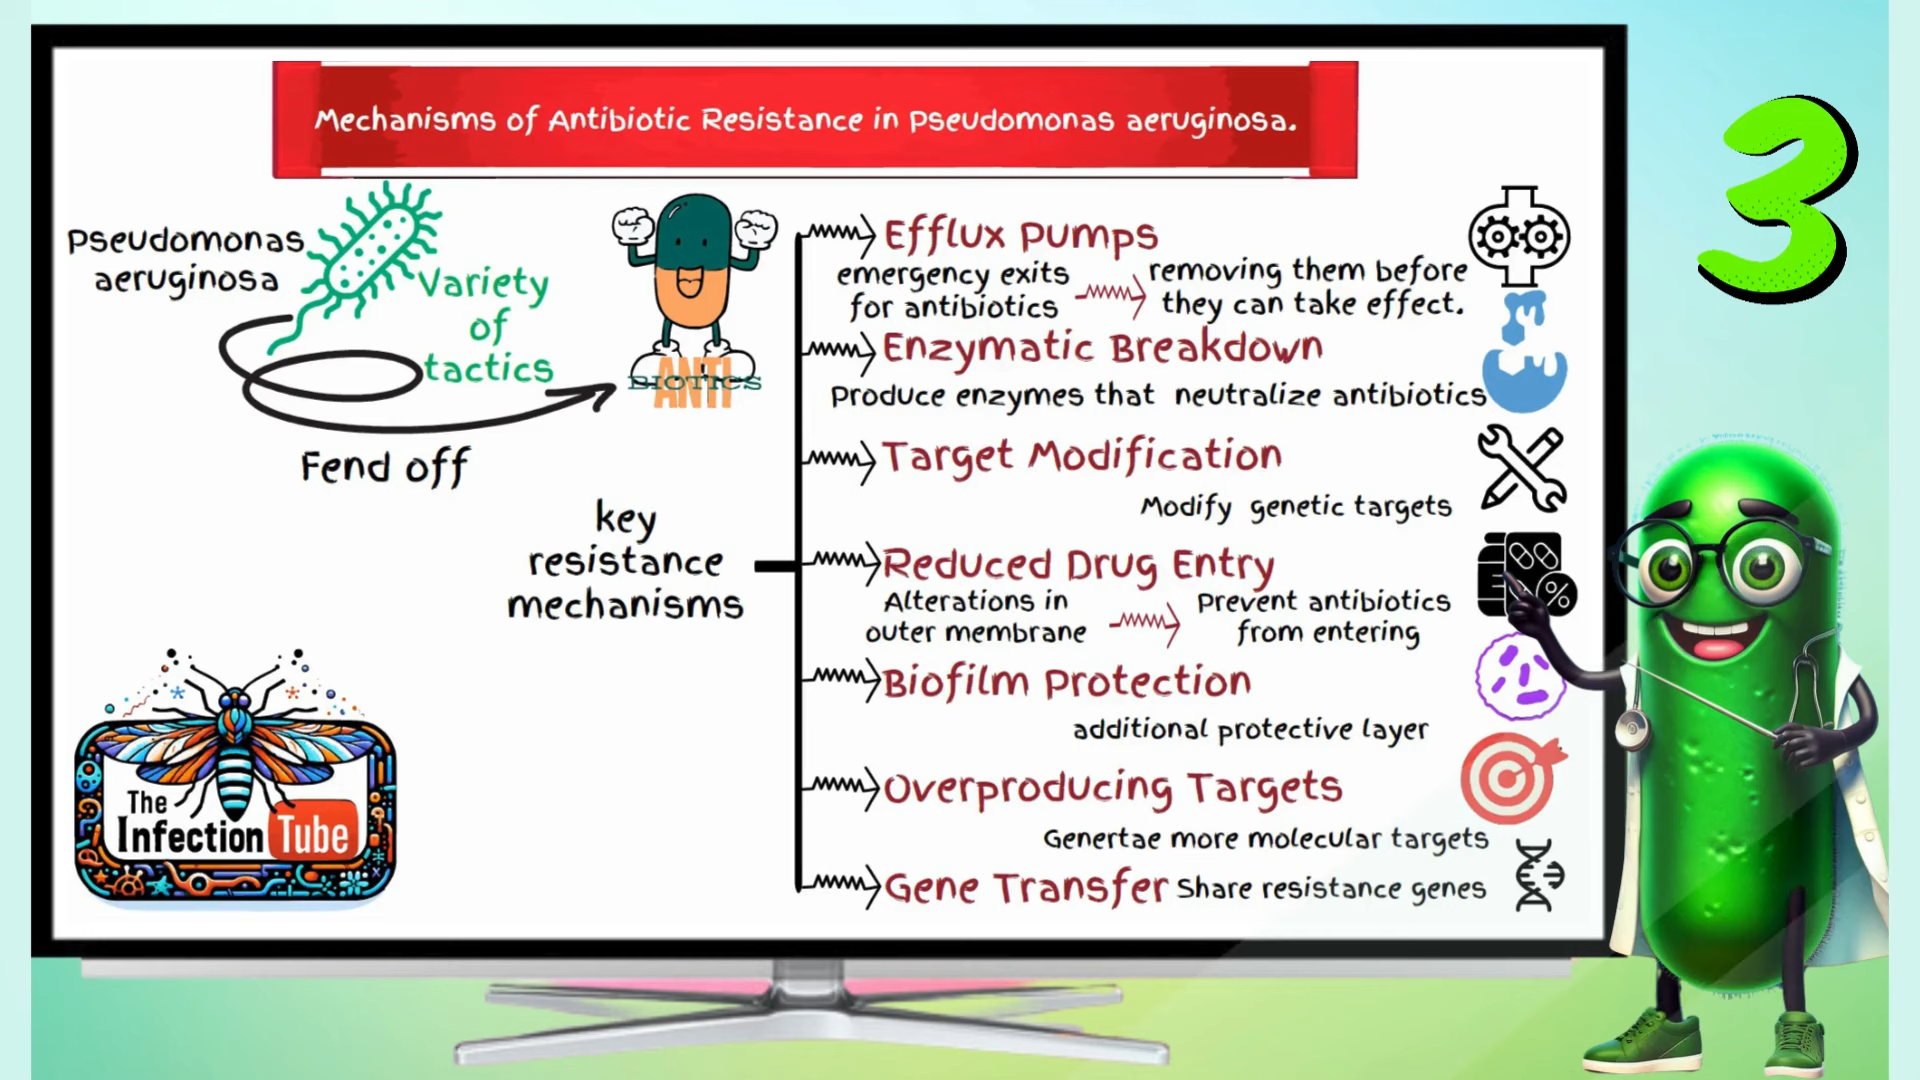 Mechanisms of Antibiotic Resistance in Pseudomonas aeruginosa.
3
Pseudomonas
aeruginosa
Variety
of
tactics
Fend off
ANTI
BIOTICS
key
resistance
mechanisms
Efflux Pumps
emergency exits
for antibiotics
removing them before
they can take effect.
Enzymatic Breakdown
Produce enzymes that neutralize antibiotics
Target Modification
Modify genetic targets
Reduced Drug Entry
Alterations in
outer membrane
Prevent antibiotics
from entering
Biofilm Protection
additional protective layer
Overproducing Targets
Genertae more molecular targets
Gene Transfer Share resistance genes
The
Infection Tube